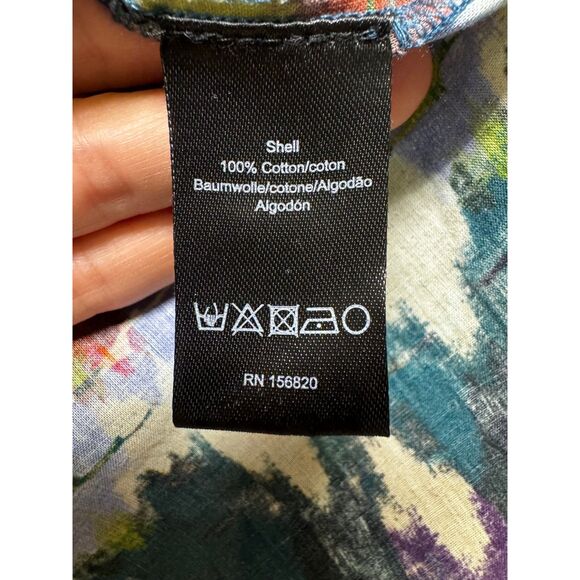 Shell
100% Cotton/coton
Baumwolle/cotone/Algodão
Algodón
RN 156820